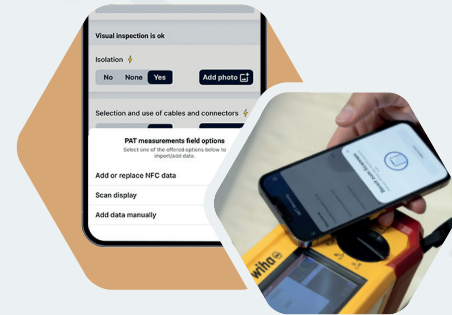 Visual inspection is ok
Isolation
No None Yes Add photo
Selection and use of cables and connectors
PAT measurements field options
Select one of the offered options below to
import/add data.
Add or replace NFC data
Scan display
Add data manually
wiha